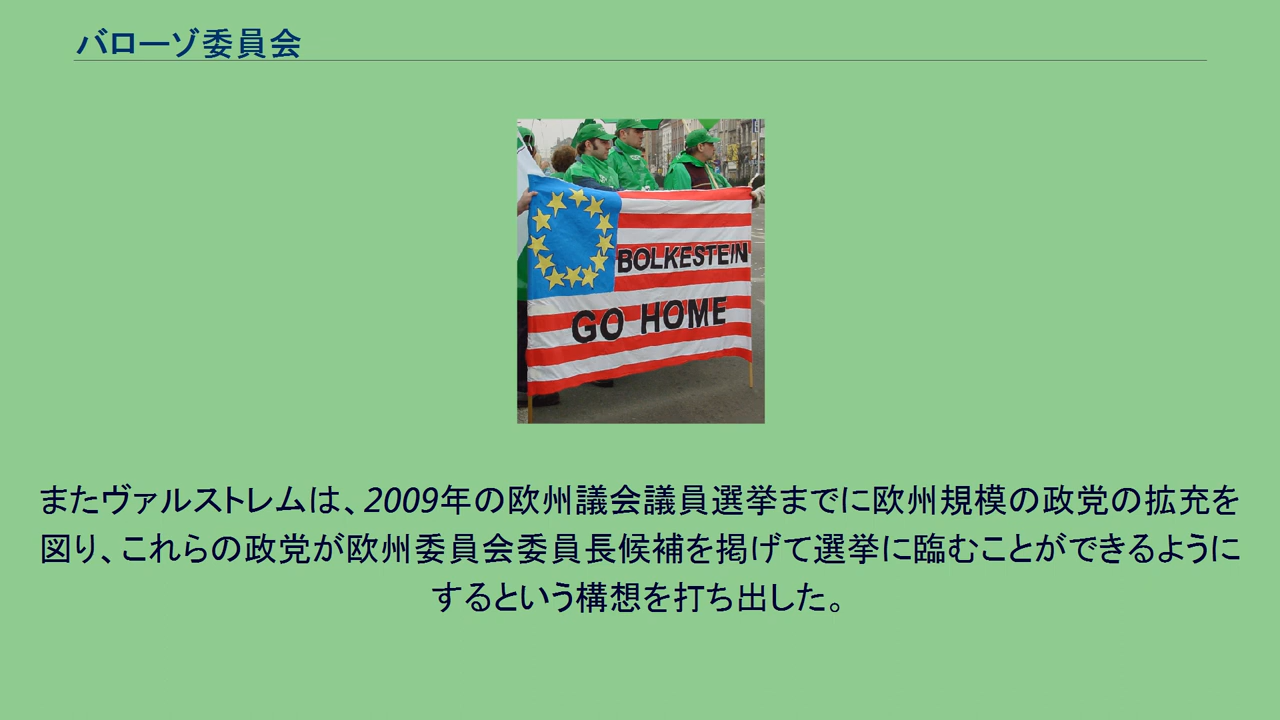 バローゾ委員会
BOLKESTEIN
GO HOME
またヴァルストレムは、2009年の欧州議会議員選挙までに欧州規模の政党の拡充を
図り、これらの政党が欧州委員会委員長候補を掲げて選挙に臨むことができるように
するという構想を打ち出した。